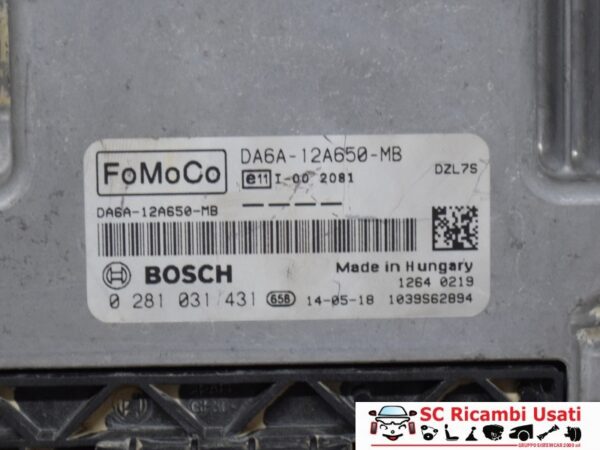 FoMoCo
DA6A-12A650-MB
e11 I-00 2081
DZL7S
DA6A-12A650-MB
BOSCH
Made in Hungary
1264 0219
0 281 031 431 658 14-05-18 1039S62894
SC Ricambi Usati